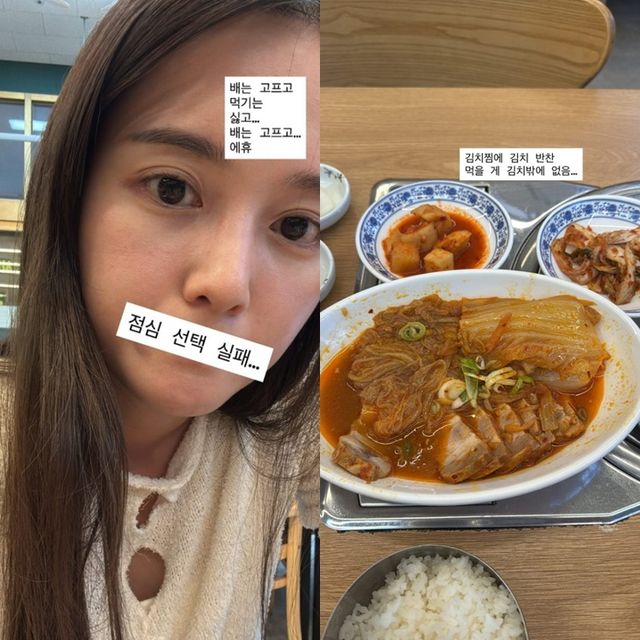 배는 고프고
먹기는
싫고...
배는 고프고...
에휴
점심 선택 실패...
김치찜에 김치 반찬
먹을 게 김치밖에 없음...